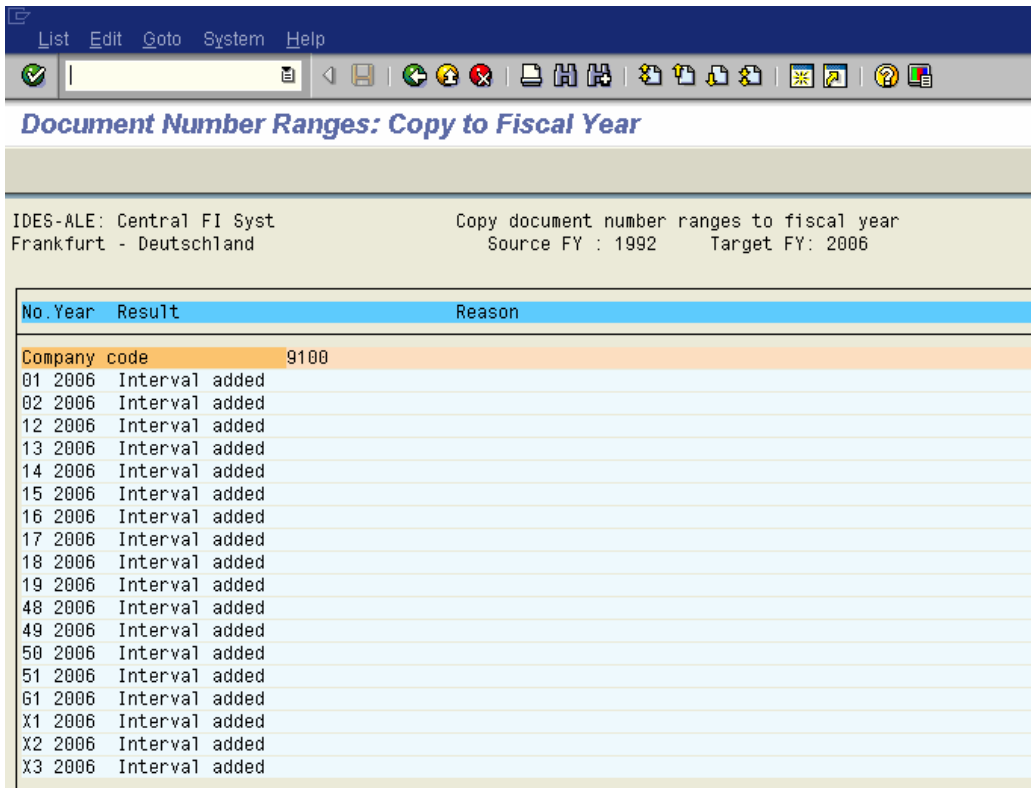 List Edit Goto System Help
Document Number Ranges: Copy to Fiscal Year
IDES-ALE: Central FI Syst Copy document number ranges to fiscal year
Frankfurt - Deutschland Source FY : 1992 Target FY: 2006
No.Year Result Reason
Company code 9100
01 2006 Interval added
02 2006 Interval added
12 2006 Interval added
13 2006 Interval added
14 2006 Interval added
15 2006 Interval added
16 2006 Interval added
17 2006 Interval added
18 2006 Interval added
19 2006 Interval added
48 2006 Interval added
49 2006 Interval added
50 2006 Interval added
51 2006 Interval added
G1 2006 Interval added
X1 2006 Interval added
X2 2006 Interval added
X3 2006 Interval added